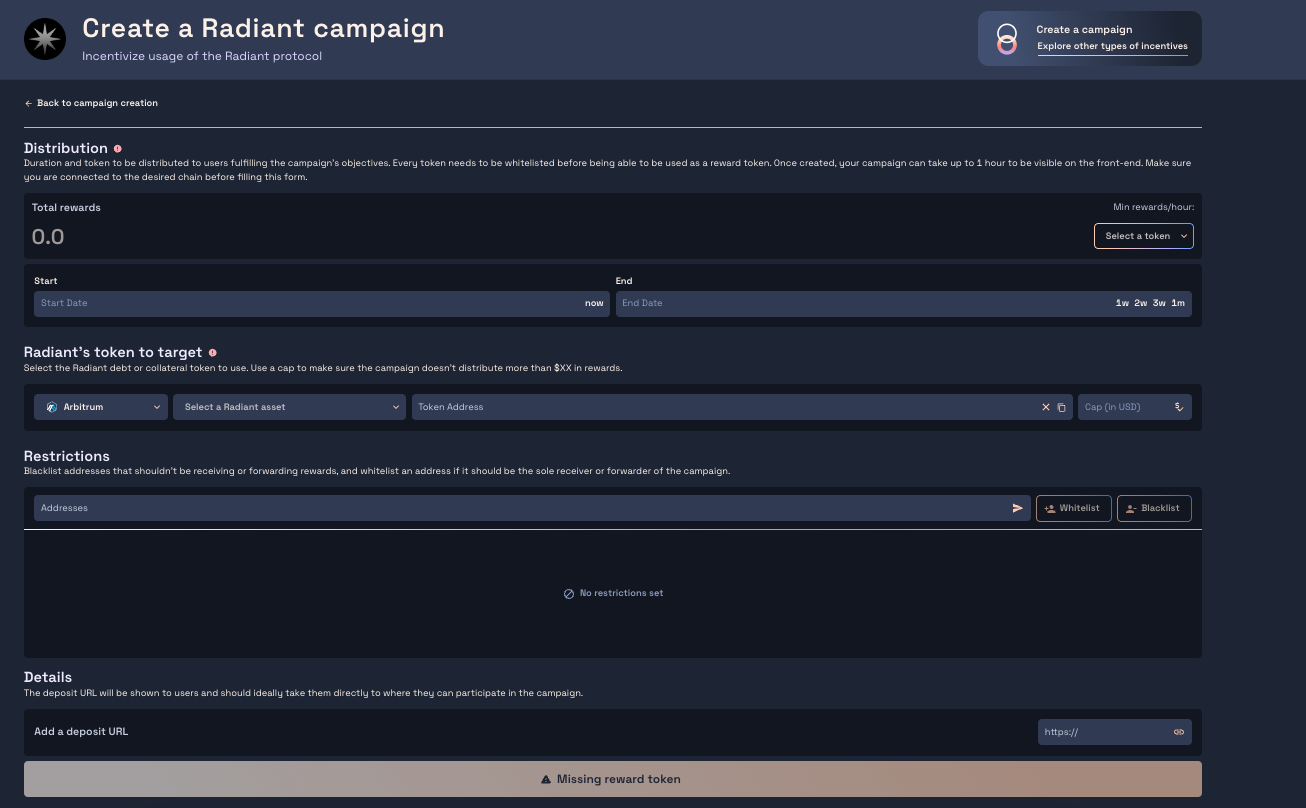 Create a Radiant campaign
Incentivize usage of the Radiant protocol
Create a campaign
Explore other types of incentives
← Back to campaign creation
Distribution
Duration and token to be distributed to users fulfilling the campaign's objectives. Every token needs to be whitelisted before being able to be used as a reward token. Once created, your campaign can take up to 1 hour to be visible on the front-end. Make sure
you are connected to the desired chain before filling this form.
Total rewards
Min rewards/hour:
0.0
Select a token
Start
End
Start Date
now
End Date
1w 2w 3w 1m
Radiant's token to target
Select the Radiant debt or collateral token to use. Use a cap to make sure the campaign doesn't distribute more than $XX in rewards.
Arbitrum
Select a Radiant asset
Token Address
Cap (in USD)
Restrictions
Blacklist addresses that shouldn't be receiving or forwarding rewards, and whitelist an address if it should be the sole receiver or forwarder of the campaign.
Addresses
Whitelist
Blacklist
No restrictions set
Details
The deposit URL will be shown to users and should ideally take them directly to where they can participate in the campaign.
Add a deposit URL
https://
Missing reward token